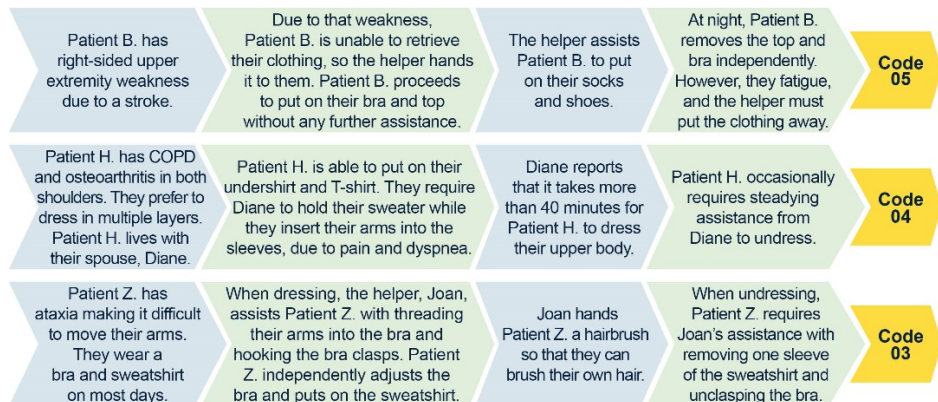 Patient B. has
right-sided upper
extremity weakness
due to a stroke.
Due to that weakness,
Patient B. is unable to retrieve
their clothing, so the helper hands
it to them. Patient B. proceeds
to put on their bra and top
without any further assistance.
The helper assists
Patient B. to put
on their socks
and shoes.
At night, Patient B.
removes the top and
bra independently.
However, they fatigue,
and the helper must
put the clothing away.
Code
05
Patient H. has COPD
and osteoarthritis in both
shoulders. They prefer to
dress in multiple layers.
Patient H. lives with
their spouse, Diane.
Patient H. is able to put on their
undershirt and T-shirt. They require
Diane to hold their sweater while
they insert their arms into the
sleeves, due to pain and dyspnea.
Diane reports
that it takes more
than 40 minutes for
Patient H. to dress
their upper body.
Patient H. occasionally
requires steadying
assistance from
Diane to undress.
Code
04
Patient Z. has
ataxia making it difficult
to move their arms.
They wear a
bra and sweatshirt
on most days.
When dressing, the helper, Joan,
assists Patient Z. with threading
their arms into the bra and
hooking the bra clasps. Patient
Z. independently adjusts the
bra and puts on the sweatshirt.
Joan hands
Patient Z. a hairbrush
so that they can
brush their own hair.
When undressing,
Patient Z. requires
Joan's assistance with
removing one sleeve
of the sweatshirt and
unclasping the bra.
Code
03